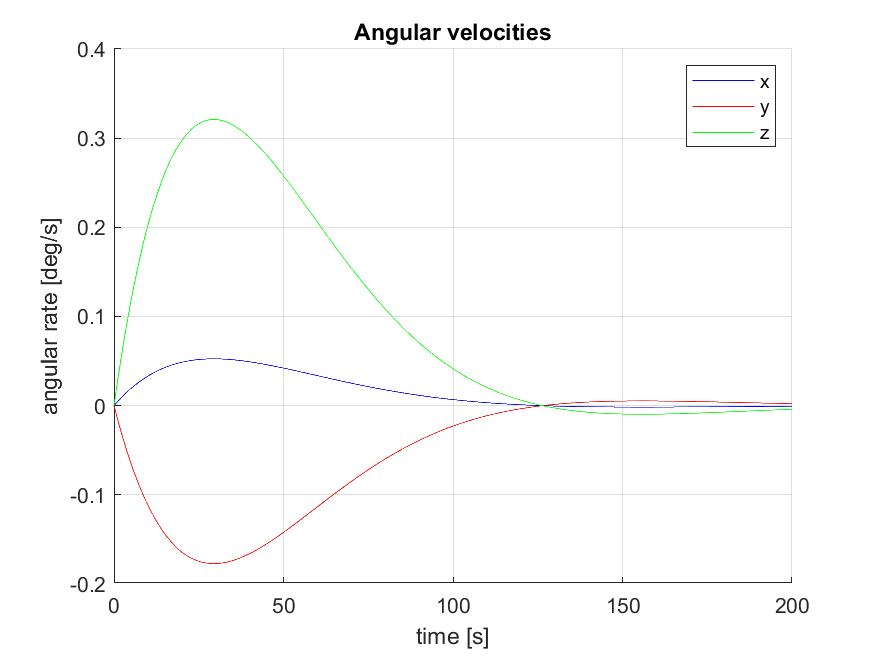 Angular velocities
x
y
z
angular rate [deg/s]
0.4
0.3
0.2
0.1
0
-0.1
-0.2
0
50
100
150
200
time [s]